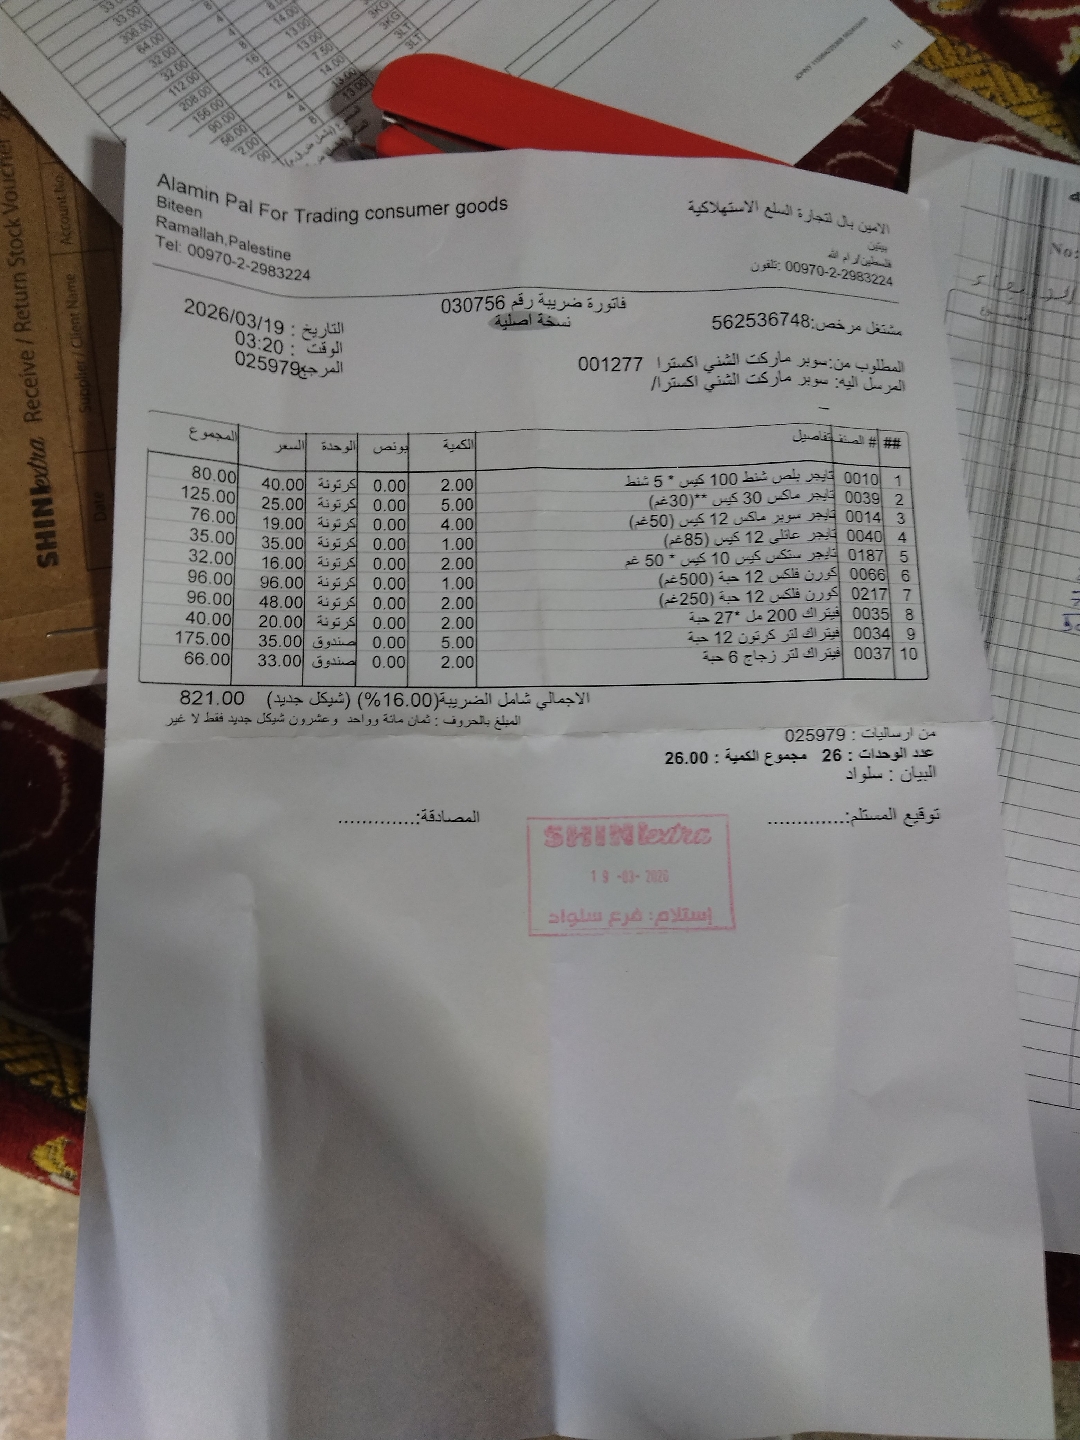 Alamin Pal For Trading consumer goods
Biteen
Ramallah,Palestine
Tel: 00970-2-2983224
الامين بال لتجارة السلع الاستهلاكية
بيتين
فلسطين/رام الله
تلفون: 00970-2-2983224
فاتورة ضريبة رقم 030756
نسخة اصلية
مشتغل مرخص:562536748
التاريخ : 2026/03/19
الوقت : 03:20
المرجع 025979
المطلوب من: سوبر ماركت الشني اكسترا 001277
المرسل اليه: سوبر ماركت الشني اكسترا/
_
## # الصنف تفاصيل الكمية بونص الوحدة السعر المجموع
1 0010 تايجر بلص شنط 100 كيس * 5 شنط 2.00 0.00 كرتونة 40.00 80.00
2 0039 تايجر ماكس 30 كيس **(30غم) 5.00 0.00 كرتونة 25.00 125.00
3 0014 تايجر سوبر ماكس 12 كيس (50غم) 4.00 0.00 كرتونة 19.00 76.00
4 0040 تايجر عائلي 12 كيس (85غم) 1.00 0.00 كرتونة 35.00 35.00
5 0187 تايجر ستكس كيس 10 كيس * 50 غم 2.00 0.00 كرتونة 16.00 32.00
6 0066 كورن فلكس 12 حبة (500غم) 1.00 0.00 كرتونة 96.00 96.00
7 0217 كورن فلكس 12 حبة (250غم) 2.00 0.00 كرتونة 48.00 96.00
8 0035 فيتراك 200 مل *27 حبة 2.00 0.00 كرتونة 20.00 40.00
9 0034 فيتراك لتر كرتون 12 حبة 5.00 0.00 صندوق 35.00 175.00
10 0037 فيتراك لتر زجاج 6 حبة 2.00 0.00 صندوق 33.00 66.00
الاجمالي شامل الضريبة(16.00%) (شيكل جديد) 821.00
المبلغ بالحروف : ثمان مائة وواحد وعشرون شيكل جديد فقط لا غير
من ارساليات : 025979
عدد الوحدات : 26 مجموع الكمية : 26.00
البيان : سلواد
توقيع المستلم:.............
المصادقة:.............
SHINI extra
19 -03- 2026
إستلام: فرع سلواد
SHINI extra Receive / Return Stock Voucher
Supplier / Client Name
Account No.
Date